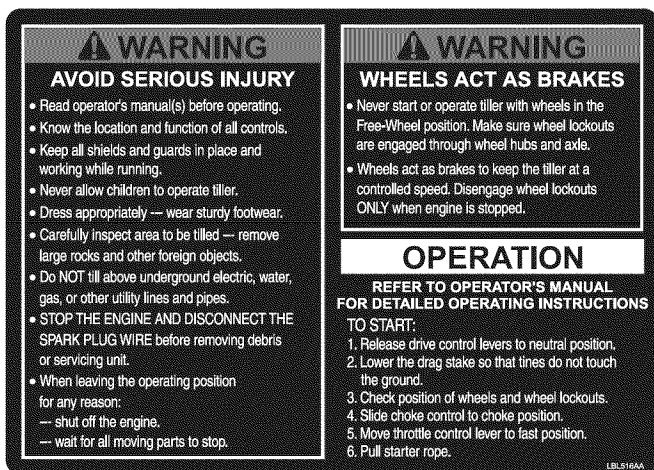 WARNING
AVOID SERIOUS INJURY
• Read operator's manual(s) before operating.
• Know the location and function of all controls.
• Keep all shields and guards in place and
working while running.
• Never allow children to operate tiller.
• Dress appropriately –– wear sturdy footwear.
• Carefully inspect area to be tilled –– remove
large rocks and other foreign objects.
• Do NOT till above underground electric, water,
gas, or other utility lines and pipes.
• STOP THE ENGINE AND DISCONNECT THE
SPARK PLUG WIRE before removing debris
or servicing unit.
• When leaving the operating position
for any reason:
–– shut off the engine.
–– wait for all moving parts to stop.
WARNING
WHEELS ACT AS BRAKES
• Never start or operate tiller with wheels in the
Free-Wheel position. Make sure wheel lockouts
are engaged through wheel hubs and axle.
• Wheels act as brakes to keep the tiller at a
controlled speed. Disengage wheel lockouts
ONLY when engine is stopped.
OPERATION
REFER TO OPERATOR'S MANUAL
FOR DETAILED OPERATING INSTRUCTIONS
TO START:
1. Release drive control levers to neutral position.
2. Lower the drag stake so that tines do not touch
the ground.
3. Check position of wheels and wheel lockouts.
4. Slide choke control to choke position.
5. Move throttle control lever to fast position.
6. Pull starter rope.
LBL516AA